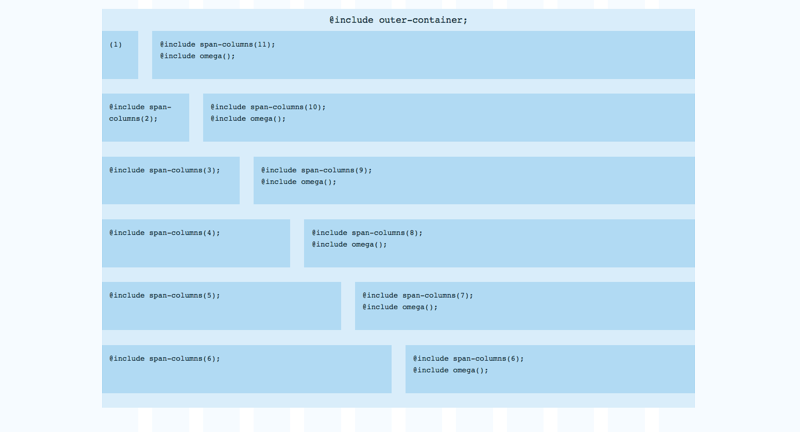 @include outer-container;
(1)
@include span-columns(11);
@include omega();
@include span-
columns(2);
@include span-columns(10);
@include omega();
@include span-columns(3);
@include span-columns(9);
@include omega();
@include span-columns(4);
@include span-columns(8);
@include omega();
@include span-columns(5);
@include span-columns(7);
@include omega();
@include span-columns(6);
@include span-columns(6);
@include omega();